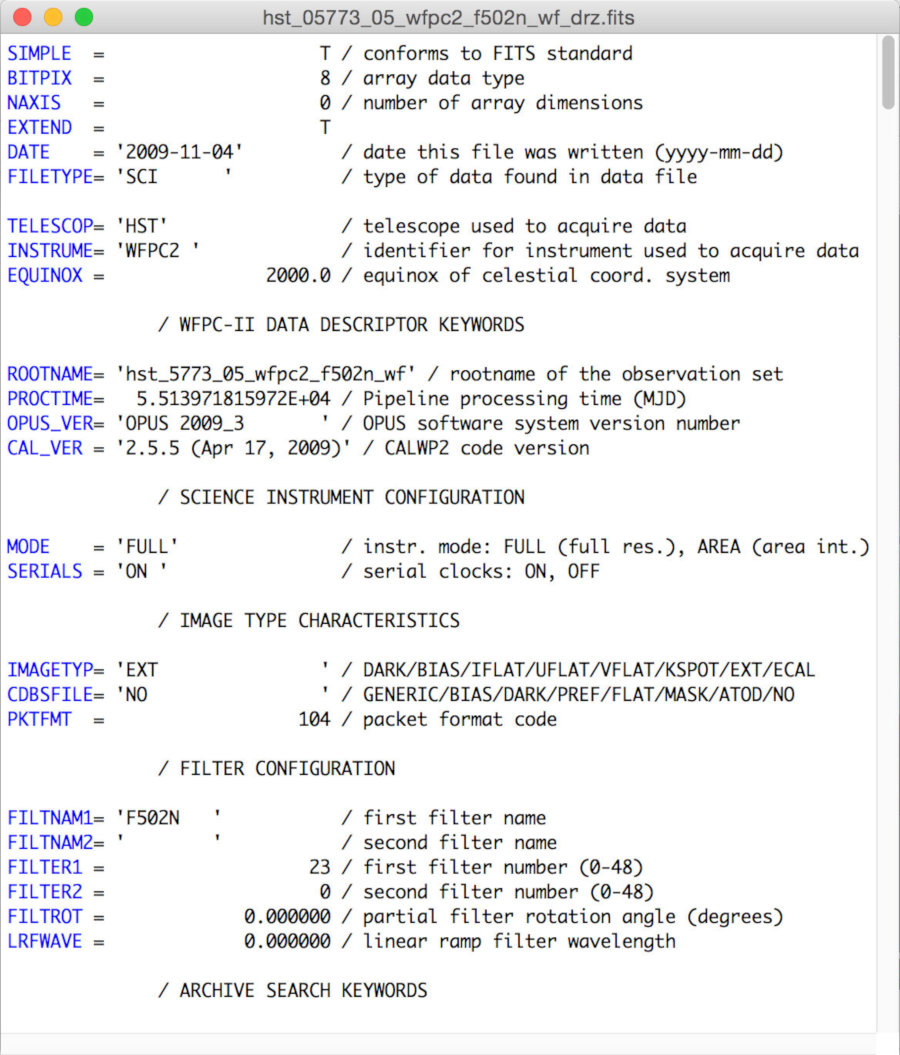 hst_05773_05_wfpc2_f502n_wf_drz.fits
SIMPLE  =                    T / conforms to FITS standard
BITPIX  =                    8 / array data type
NAXIS   =                    0 / number of array dimensions
EXTEND  =                    T
DATE    = '2009-11-04'         / date this file was written (yyyy-mm-dd)
FILETYPE= 'SCI      '          / type of data found in data file
TELESCOP= 'HST'                / telescope used to acquire data
INSTRUME= 'WFPC2 '             / identifier for instrument used to acquire data
EQUINOX =               2000.0 / equinox of celestial coord. system
/ WFPC-II DATA DESCRIPTOR KEYWORDS
ROOTNAME= 'hst_5773_05_wfpc2_f502n_wf' / rootname of the observation set
PROCTIME=   5.513971815972E+04 / Pipeline processing time (MJD)
OPUS_VER= 'OPUS 2009_3       ' / OPUS software system version number
CAL_VER = '2.5.5 (Apr 17, 2009)' / CALWP2 code version
/ SCIENCE INSTRUMENT CONFIGURATION
MODE    = 'FULL'               / instr. mode: FULL (full res.), AREA (area int.)
SERIALS = 'ON '                / serial clocks: ON, OFF
/ IMAGE TYPE CHARACTERISTICS
IMAGETYP= 'EXT               ' / DARK/BIAS/IFLAT/UFLAT/VFLAT/KSPOT/EXT/ECAL
CDBSFILE= 'NO                ' / GENERIC/BIAS/DARK/PREF/FLAT/MASK/ATOD/NO
PKTFMT  =                  104 / packet format code
/ FILTER CONFIGURATION
FILTNAM1= 'F502N   '           / first filter name
FILTNAM2= '        '           / second filter name
FILTER1 =                   23 / first filter number (0-48)
FILTER2 =                    0 / second filter number (0-48)
FILTROT =             0.000000 / partial filter rotation angle (degrees)
LRFWAVE =             0.000000 / linear ramp filter wavelength
/ ARCHIVE SEARCH KEYWORDS